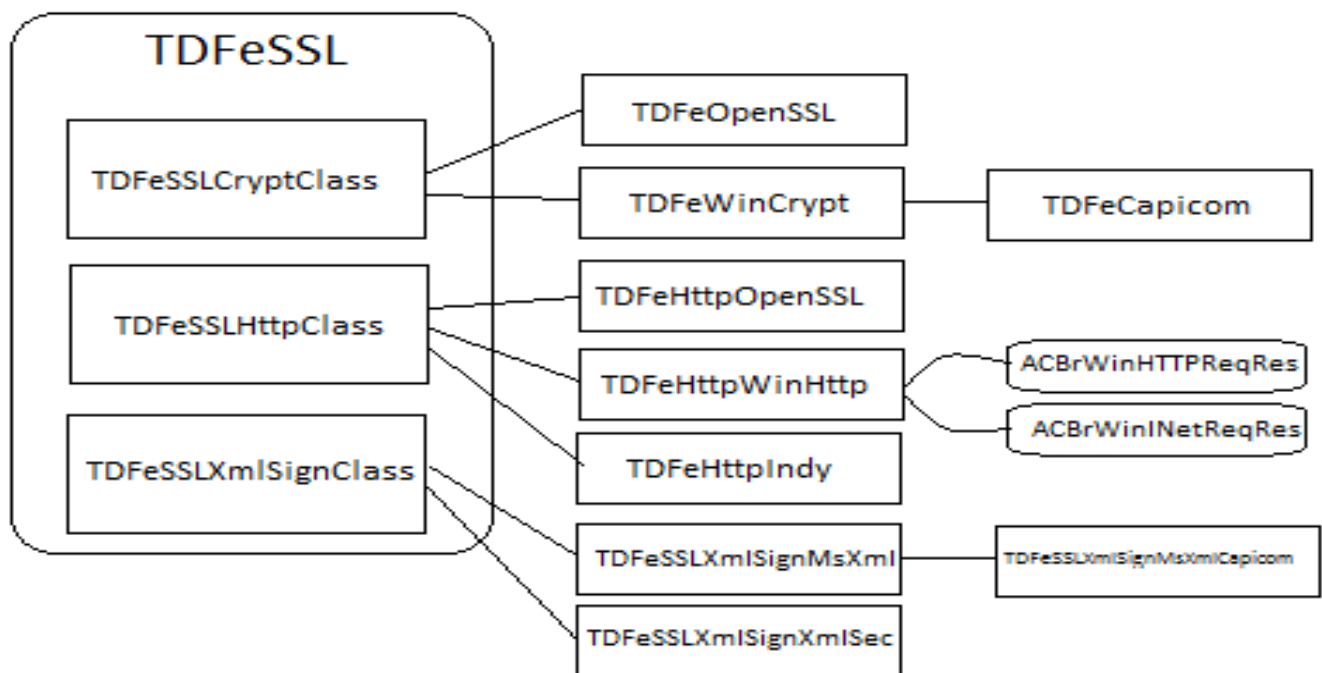 TDFeSSL
TDFeSSLCryptClass
TDFeSSLHttpClass
TDFeSSLXmlSignClass
TDFeOpenSSL
TDFeWinCrypt
TDFeCapicom
TDFeHttpOpenSSL
TDFeHttpWinHttp
ACBrWinHTTPReqRes
ACBrWinINetReqRes
TDFeHttpIndy
TDFeSSLXmlSignMsXml
TDFeSSLXmlSignMsXmlCapicom
TDFeSSLXmlSignXmlSec